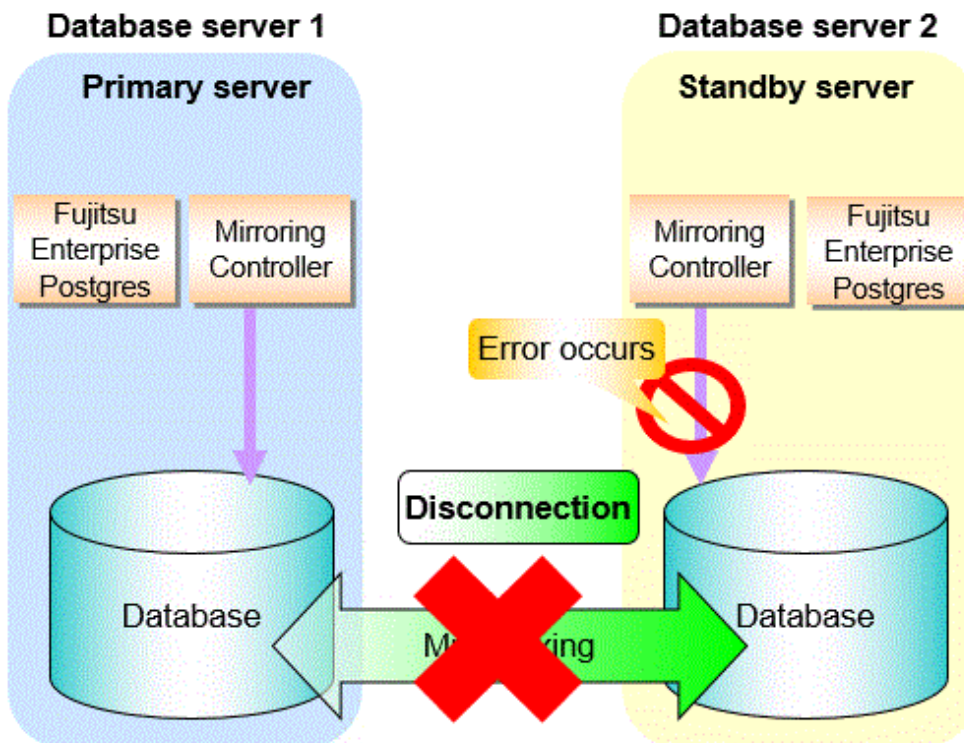 Database server 1
Database server 2
Primary server
Standby server
Fujitsu
Enterprise
Postgres
Mirroring
Controller
Mirroring
Controller
Fujitsu
Enterprise
Postgres
Error occurs
Disconnection
Database
Database